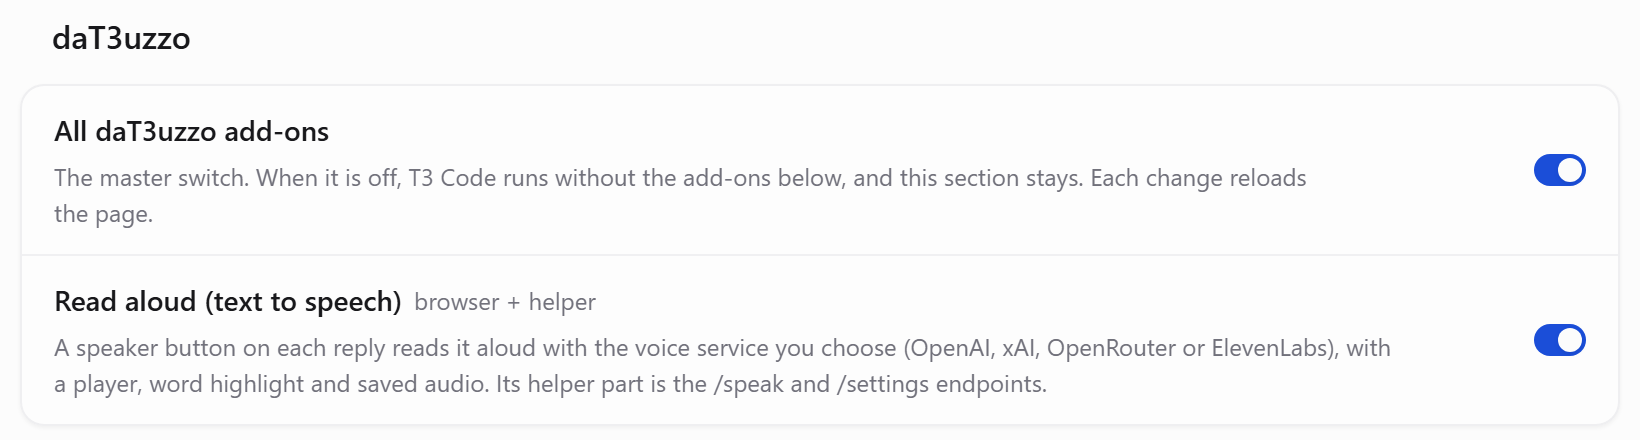 daT3uzzo
All daT3uzzo add-ons
The master switch. When it is off, T3 Code runs without the add-ons below, and this section stays. Each change reloads
the page.
Read aloud (text to speech) browser + helper
A speaker button on each reply reads it aloud with the voice service you choose (OpenAI, xAI, OpenRouter or ElevenLabs), with
a player, word highlight and saved audio. Its helper part is the /speak and /settings endpoints.